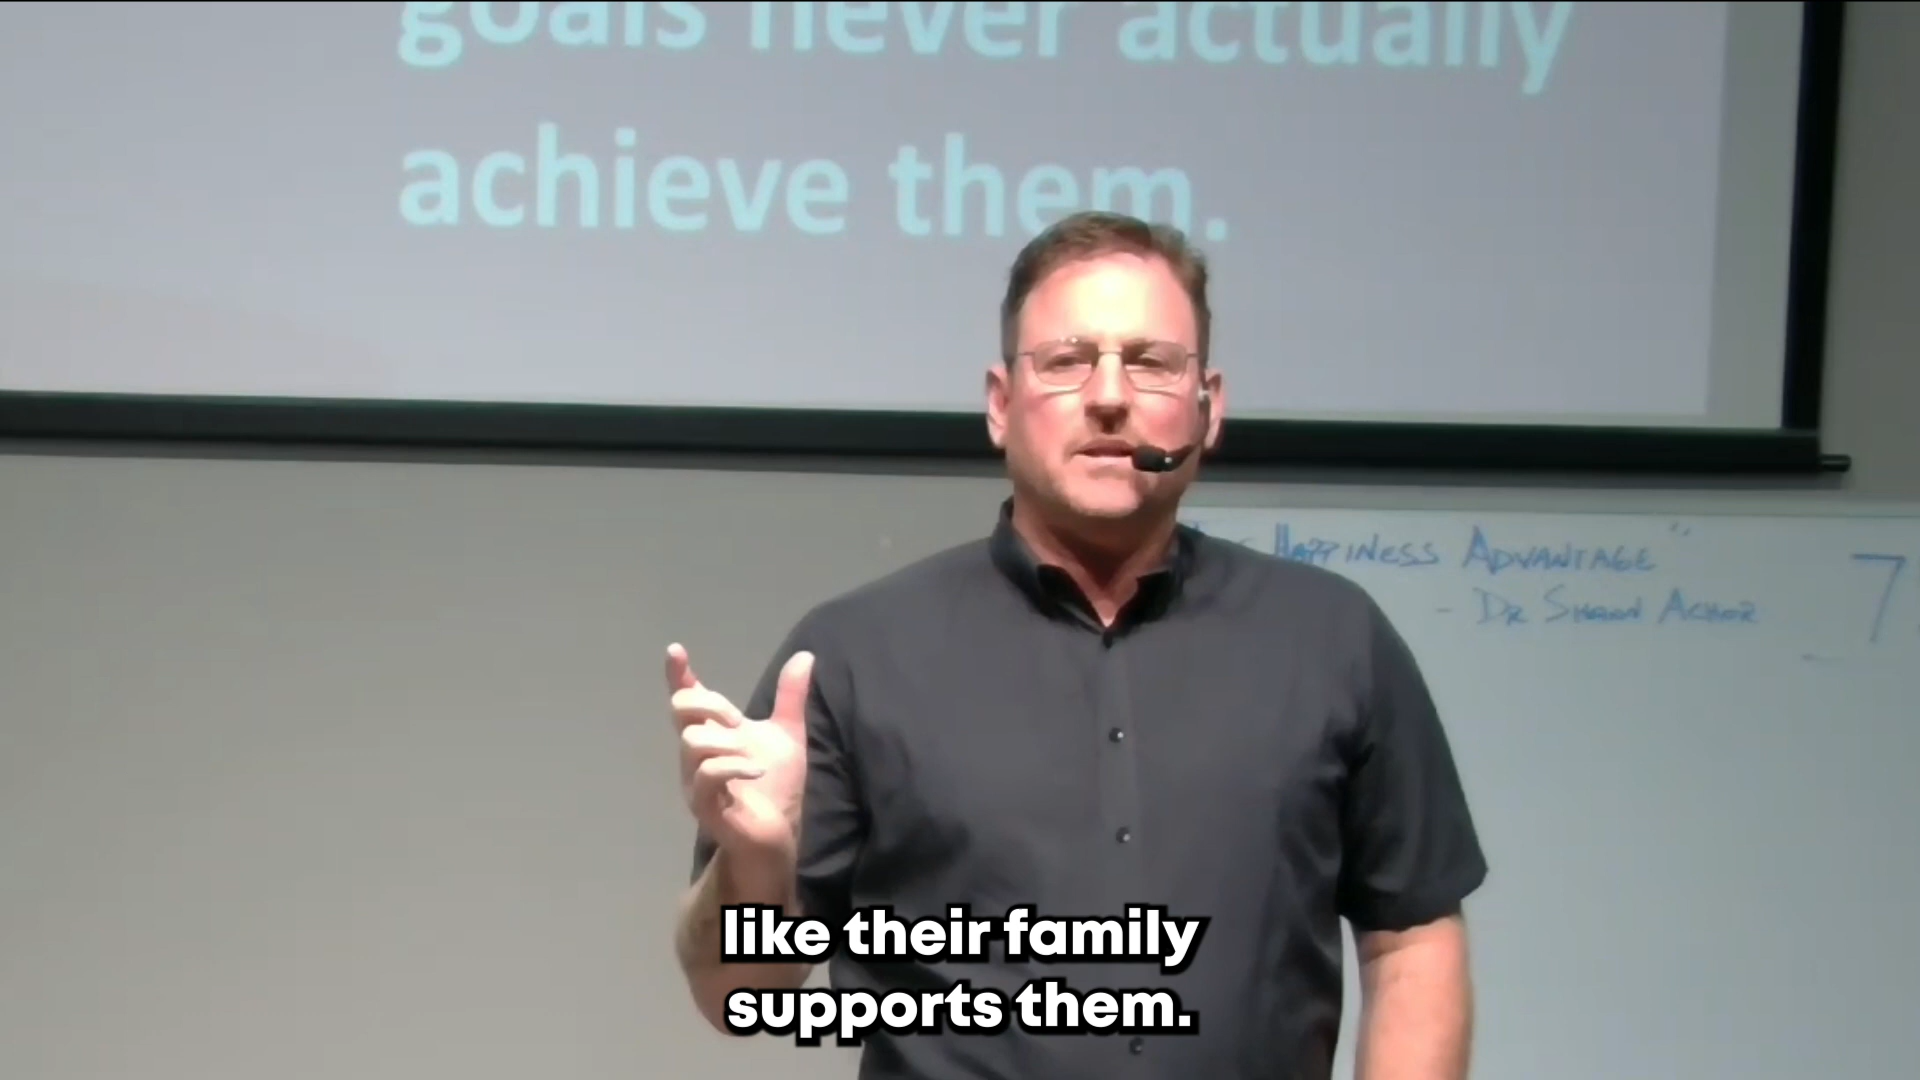 goals never actually
achieve them.
HAPPINESS ADVANTAGE"
- DR SHAWN ACHOR
7
like their family
supports them.